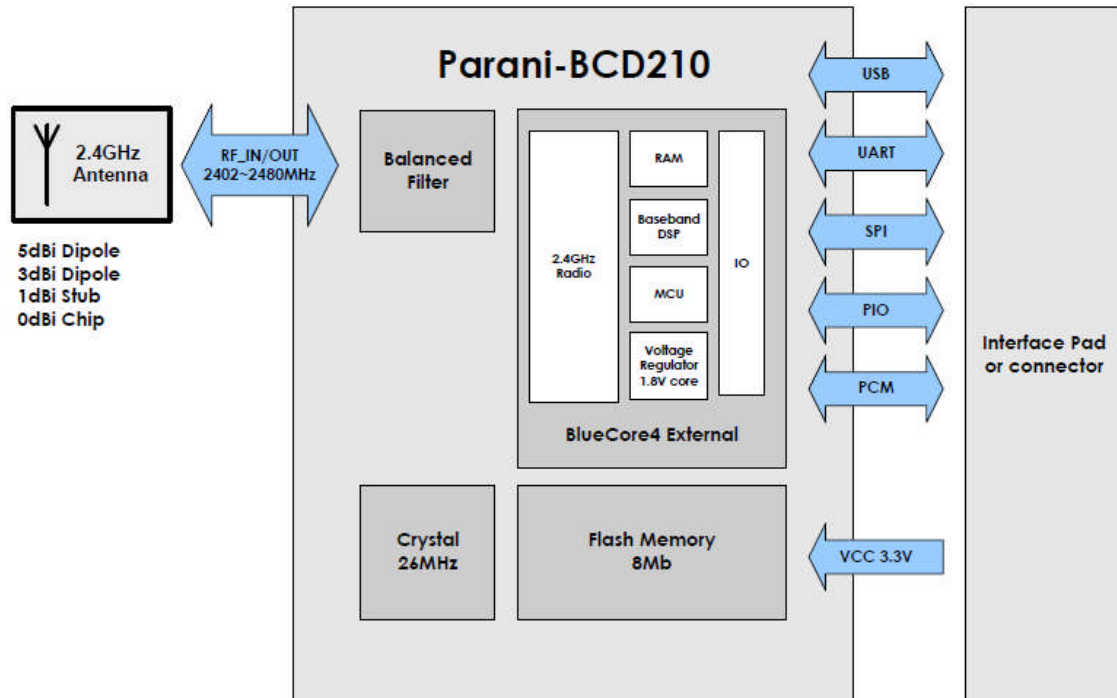 Parani-BCD210
2.4GHz
Antenna
5dBi Dipole
3dBi Dipole
1dBi Stub
0dBi Chip
RF_IN/OUT
2402~2480MHz
Balanced
Filter
2.4GHz
Radio
RAM
Baseband
DSP
MCU
Voltage
Regulator
1.8V core
IO
BlueCore4 External
Crystal
26MHz
Flash Memory
8Mb
USB
UART
SPI
PIO
PCM
VCC 3.3V
Interface Pad
or connector